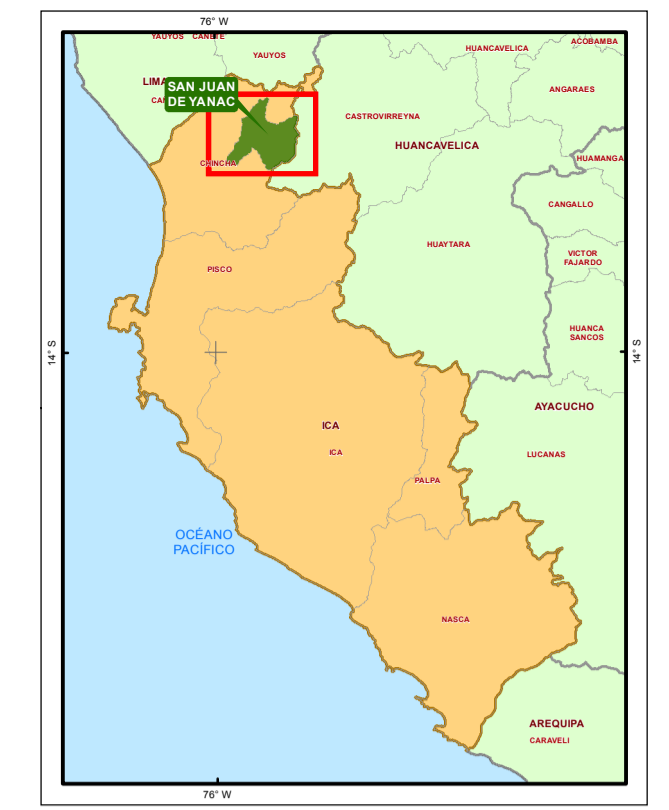 76° W
YAUYOS
CAÑETE
YAUYOS
HUANCAVELICA
ACOBAMBA
LIMA
SAN JUAN
DE YANAC
ANGARAES
CASTROVIRREYNA
HUANCAVELICA
HUAMANGA
CHINCHA
CANGALLO
HUAYTARA
VICTOR
FAJARDO
PISCO
HUANCA
SANCOS
14° S
14° S
AYACUCHO
ICA
ICA
LUCANAS
PALPA
OCÉANO
PACÍFICO
NASCA
AREQUIPA
CARAVELI
76° W